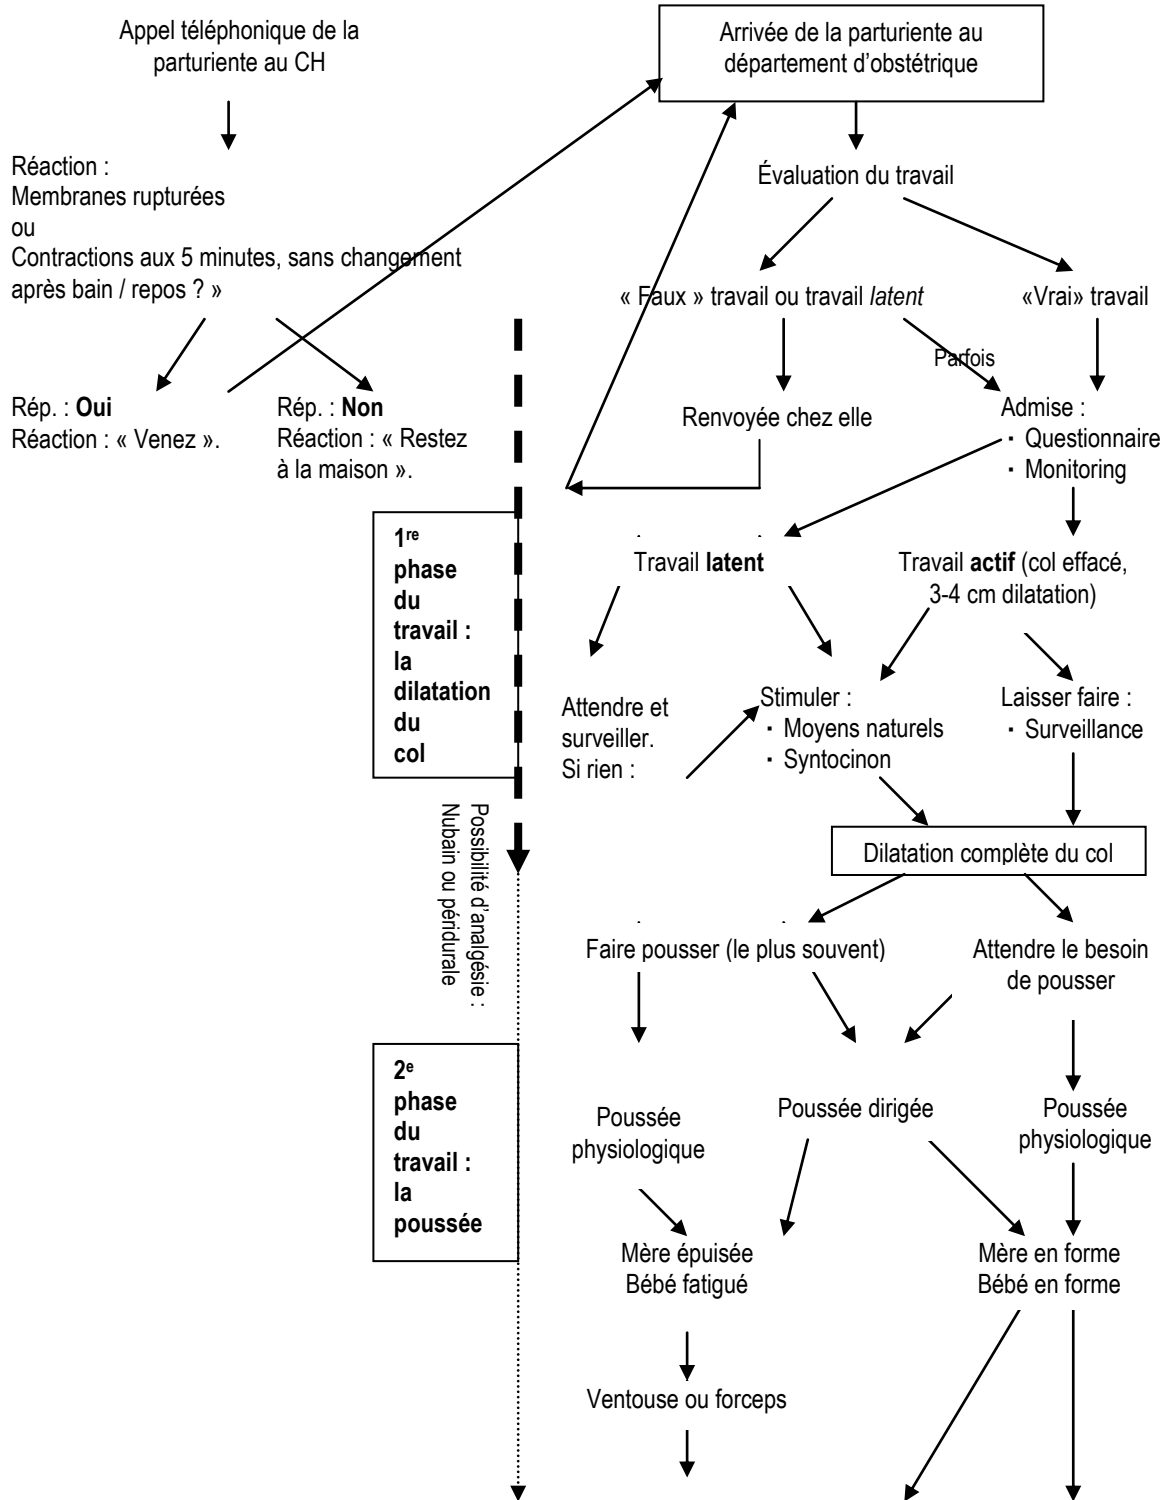 Appel téléphonique de la
parturiente au CH
Arrivée de la parturiente au
département d'obstétrique
Réaction :
Membranes rupturées
ou
Contractions aux 5 minutes, sans changement
après bain / repos ? »
Évaluation du travail
« Faux » travail ou travail latent
«Vrai» travail
Parfois
Rép. : Oui
Réaction : « Venez ».
Rép. : Non
Réaction : « Restez
à la maison ».
Renvoyée chez elle
Admise :
▪ Questionnaire
▪ Monitoring
1re
phase
du
travail :
la
dilatation
du
col
Travail latent
Travail actif (col effacé,
3-4 cm dilatation)
Attendre et
surveiller.
Si rien :
Stimuler :
▪ Moyens naturels
▪ Syntocinon
Laisser faire :
▪ Surveillance
Possibilité d'analgésie :
Nubain ou péridurale
Dilatation complète du col
Faire pousser (le plus souvent)
Attendre le besoin
de pousser
2e
phase
du
travail :
la
poussée
Poussée
physiologique
Poussée dirigée
Poussée
physiologique
Mère épuisée
Bébé fatigué
Mère en forme
Bébé en forme
Ventouse ou forceps